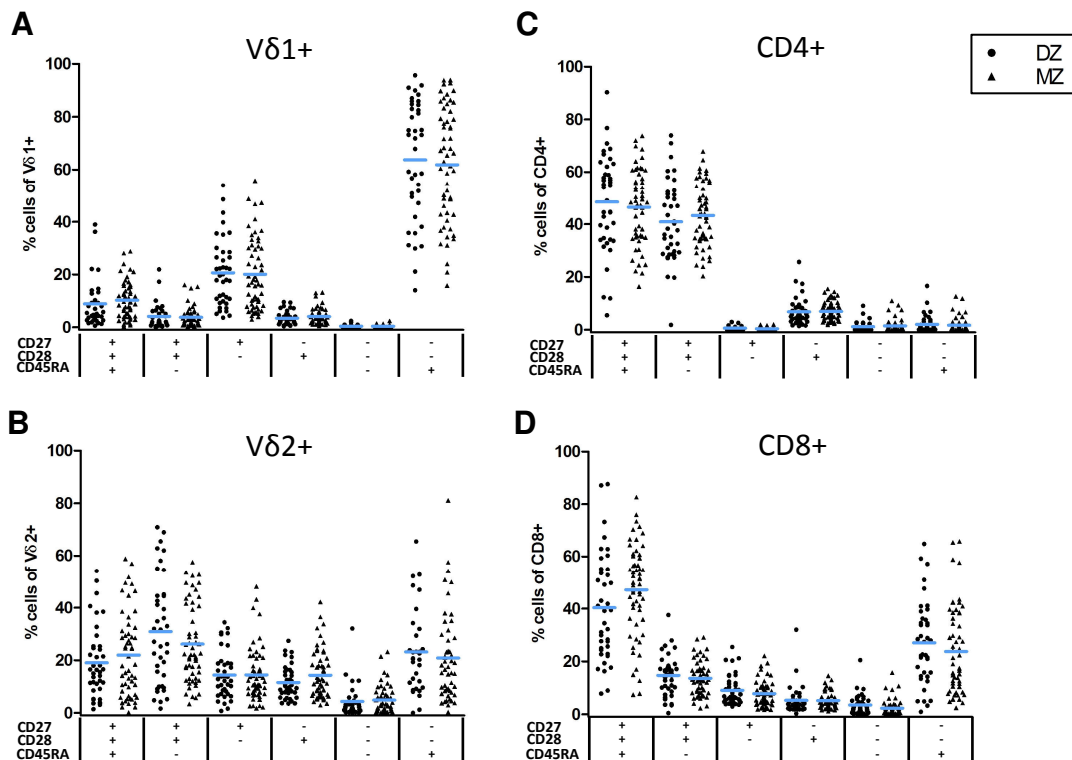 A
Vδ1+
100
80
60
40
20
0
% cells of Vδ1+
CD27 + + + - - -
CD28 + + - + - -
CD45RA + - - +
C
CD4+
100
80
60
40
20
0
% cells of CD4+
CD27 + + + - - -
CD28 + + - + - -
CD45RA + - - +
DZ
MZ
B
Vδ2+
100
80
60
40
20
0
% cells of Vδ2+
CD27 + + + - - -
CD28 + + - + - -
CD45RA + - - +
D
CD8+
100
80
60
40
20
0
% cells of CD8+
CD27 + + + - - -
CD28 + + - + - -
CD45RA + - - +